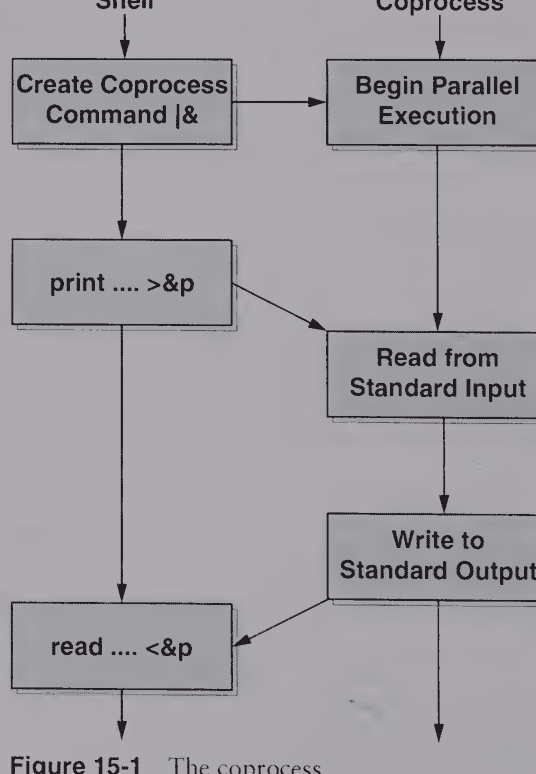 Shell
Coprocess
Create Coprocess
Command |&
Begin Parallel
Execution
print .... >&p
Read from
Standard Input
Write to
Standard Output
read .... <&p
Figure 15-1 The coprocess